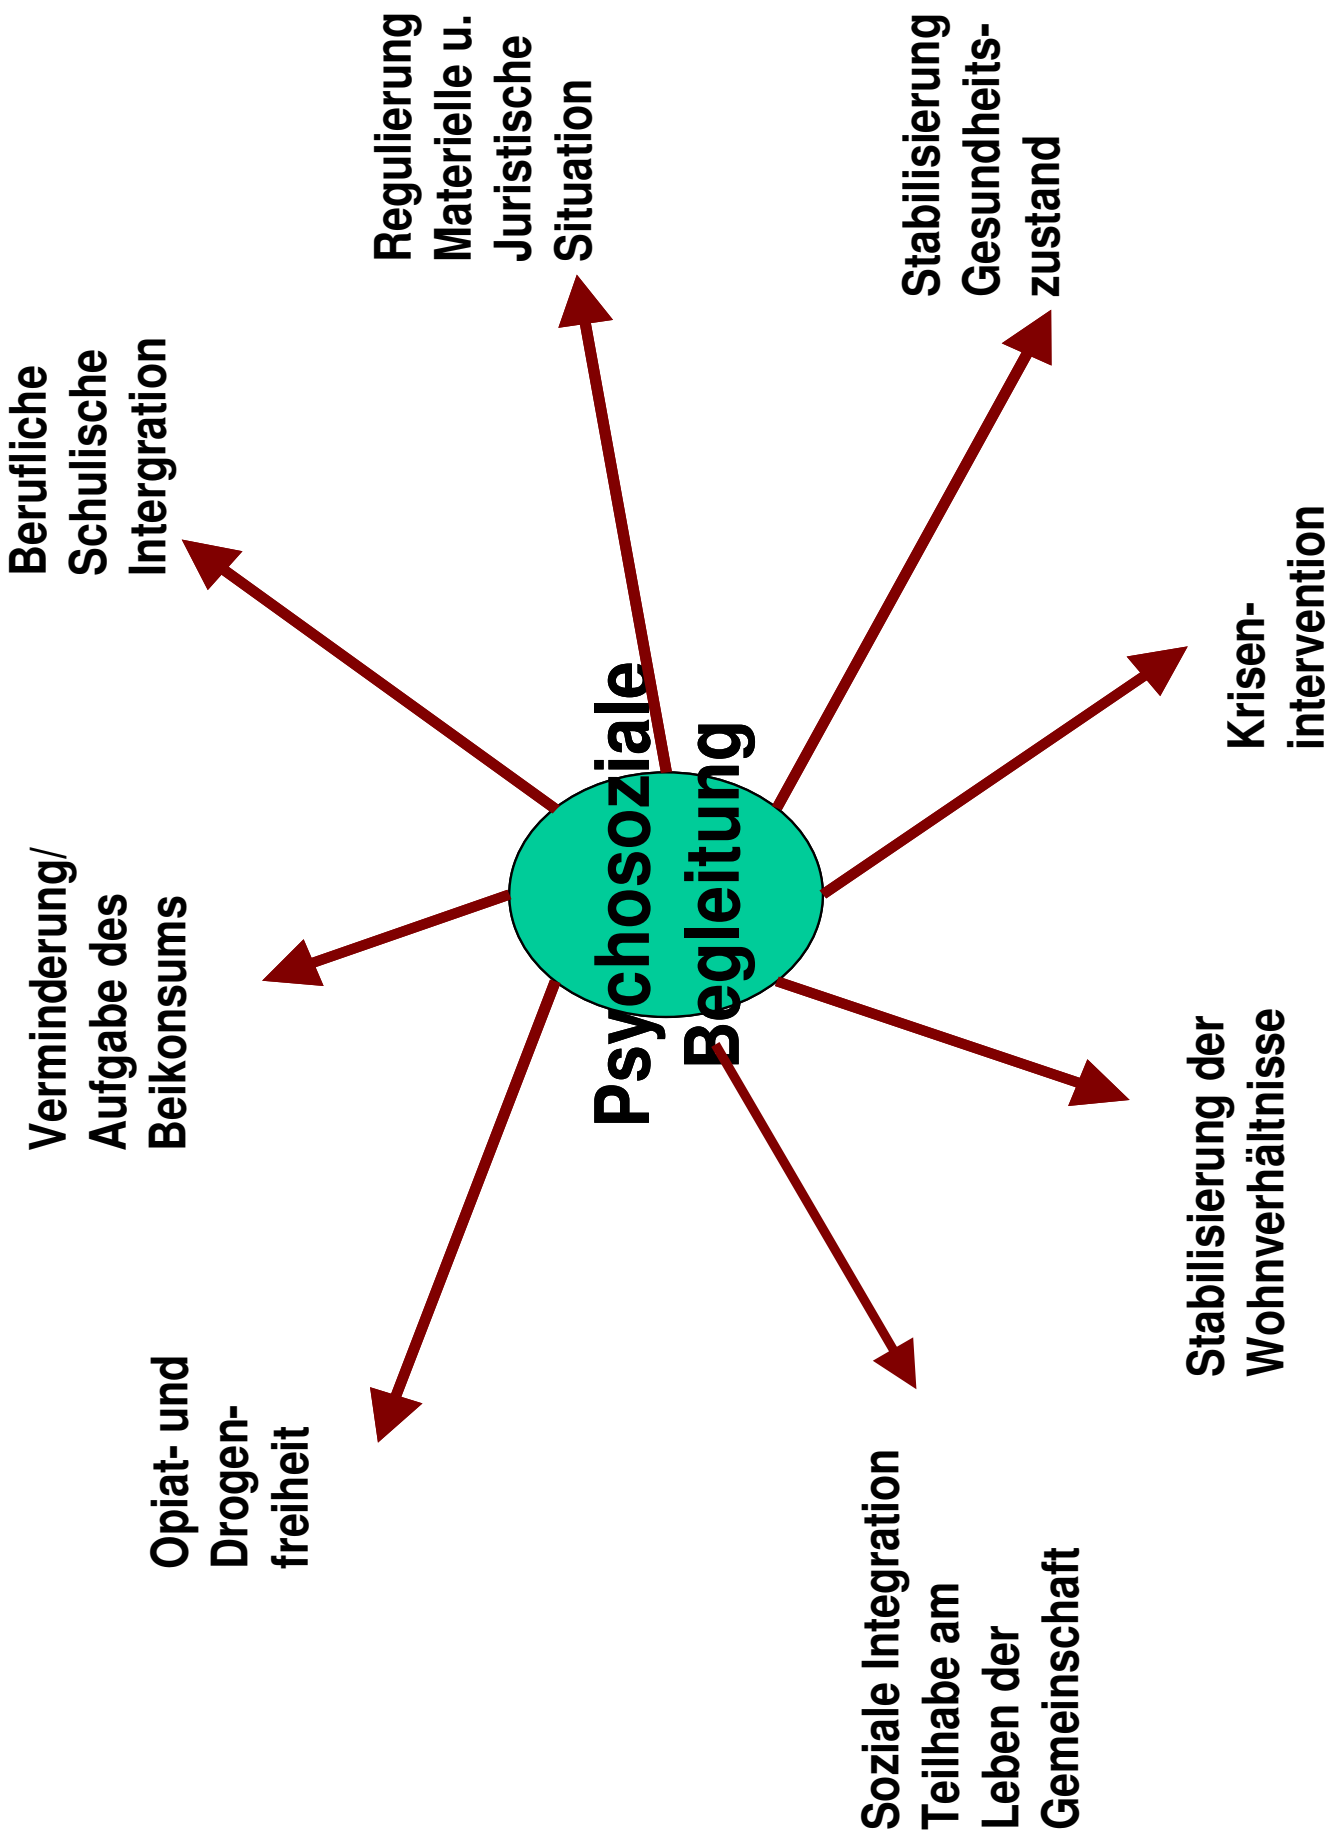 Opiat- und
Drogen-
freiheit
Verminderung/
Aufgabe des
Beikonsums
Berufliche
Schulische
Intergration
Regulierung
Materielle u.
Juristische
Situation
Psychosoziale
Begleitung
Soziale Integration
Teilhabe am
Leben der
Gemeinschaft
Stabilisierung der
Wohnverhältnisse
Krisen-
intervention
Stabilisierung
Gesundheits-
zustand